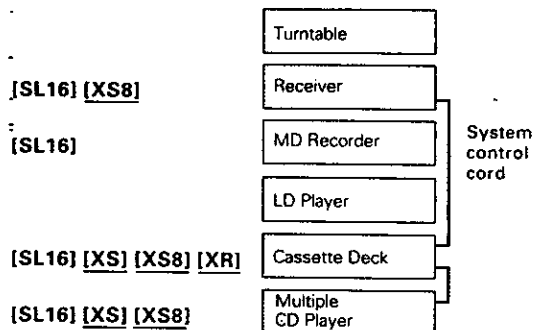 Turntable
[SL16] [XS8] Receiver
[SL16] MD Recorder
System
control
cord
LD Player
[SL16] [XS] [XS8] [XR] Cassette Deck
[SL16] [XS] [XS8] Multiple
CD Player